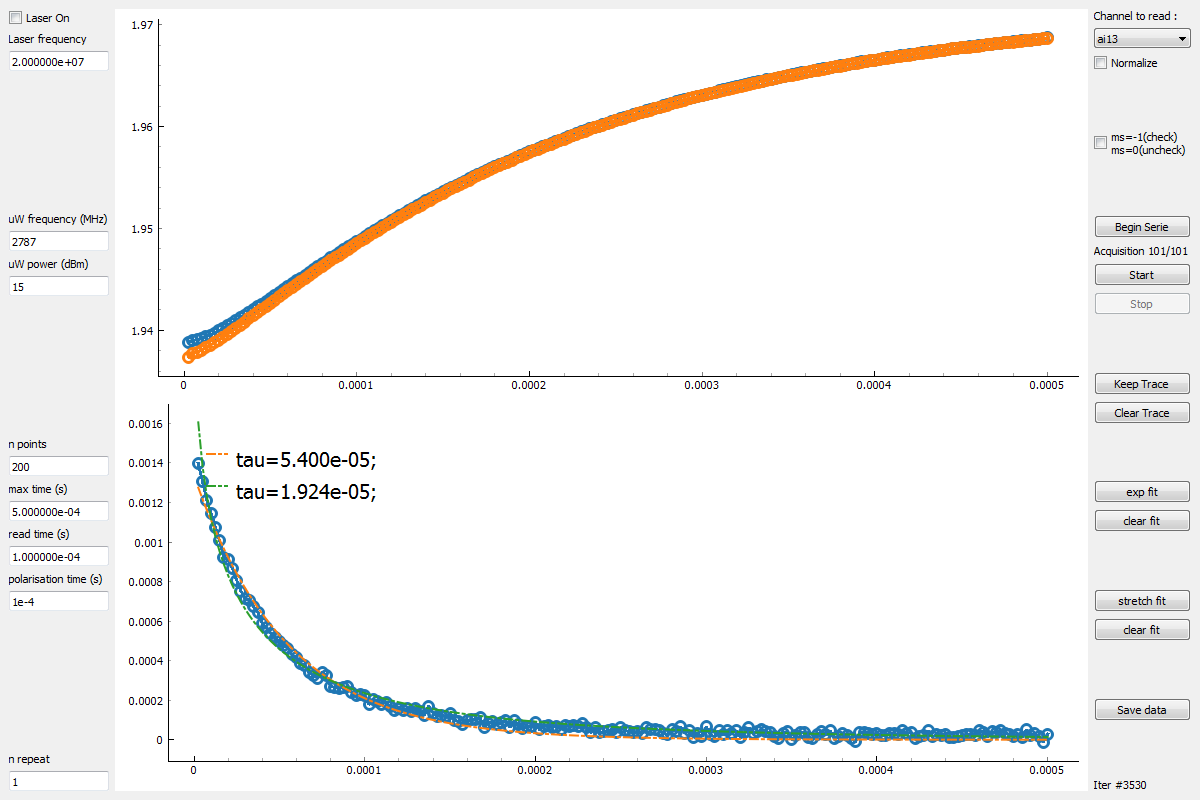 Laser On
Laser frequency
2.000000e+07
uW frequency (MHz)
2787
uW power (dBm)
15
n points
200
max time (s)
5.000000e-04
read time (s)
1.000000e-04
polarisation time (s)
1e-4
n repeat
1
1.97
1.96
1.95
1.94
0
0.0001
0.0002
0.0003
0.0004
0.0005
0.0016
0.0014
0.0012
0.001
0.0008
0.0006
0.0004
0.0002
0
tau=5.400e-05;
tau=1.924e-05;
0
0.0001
0.0002
0.0003
0.0004
0.0005
Channel to read :
ai13
Normalize
ms=-1(check)
ms=0(uncheck)
Begin Serie
Acquisition 101/101
Start
Stop
Keep Trace
Clear Trace
exp fit
clear fit
stretch fit
clear fit
Save data
Iter #3530